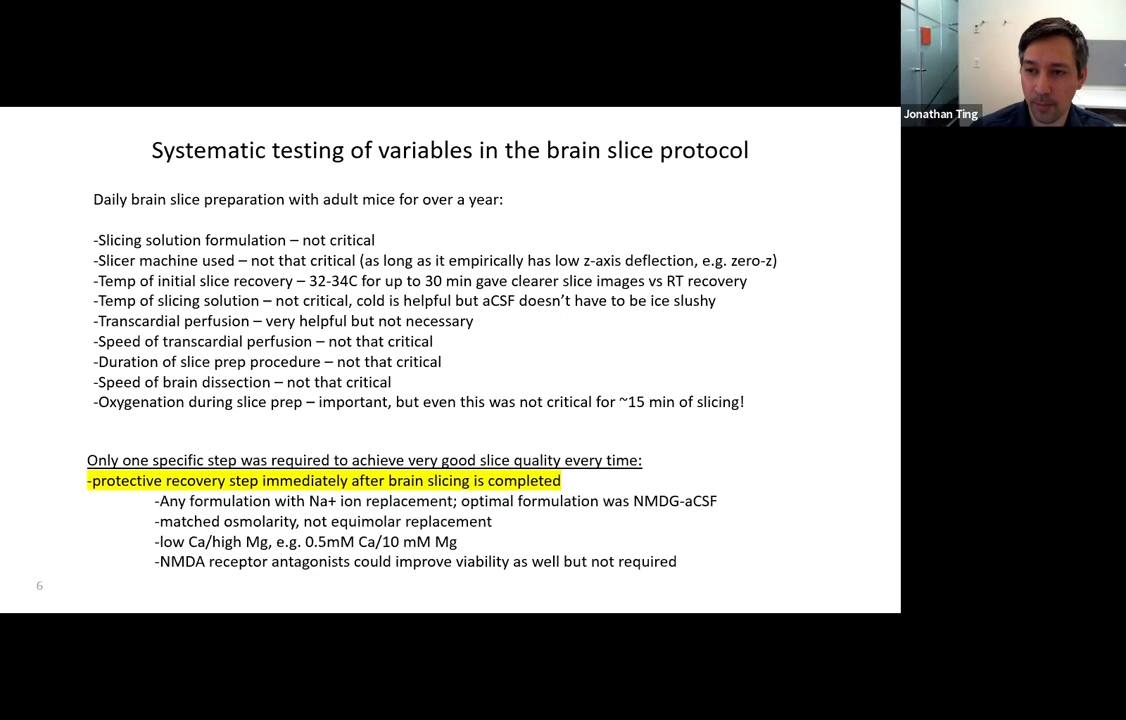 Jonathan Ting
Systematic testing of variables in the brain slice protocol
Daily brain slice preparation with adult mice for over a year:
-Slicing solution formulation – not critical
-Slicer machine used – not that critical (as long as it empirically has low z-axis deflection, e.g. zero-z)
-Temp of initial slice recovery – 32-34C for up to 30 min gave clearer slice images vs RT recovery
-Temp of slicing solution – not critical, cold is helpful but aCSF doesn’t have to be ice slushy
-Transcardial perfusion – very helpful but not necessary
-Speed of transcardial perfusion – not that critical
-Duration of slice prep procedure – not that critical
-Speed of brain dissection – not that critical
-Oxygenation during slice prep – important, but even this was not critical for ~15 min of slicing!
Only one specific step was required to achieve very good slice quality every time:
-protective recovery step immediately after brain slicing is completed
-Any formulation with Na+ ion replacement; optimal formulation was NMDG-aCSF
-matched osmolarity, not equimolar replacement
-low Ca/high Mg, e.g. 0.5mM Ca/10 mM Mg
-NMDA receptor antagonists could improve viability as well but not required
6